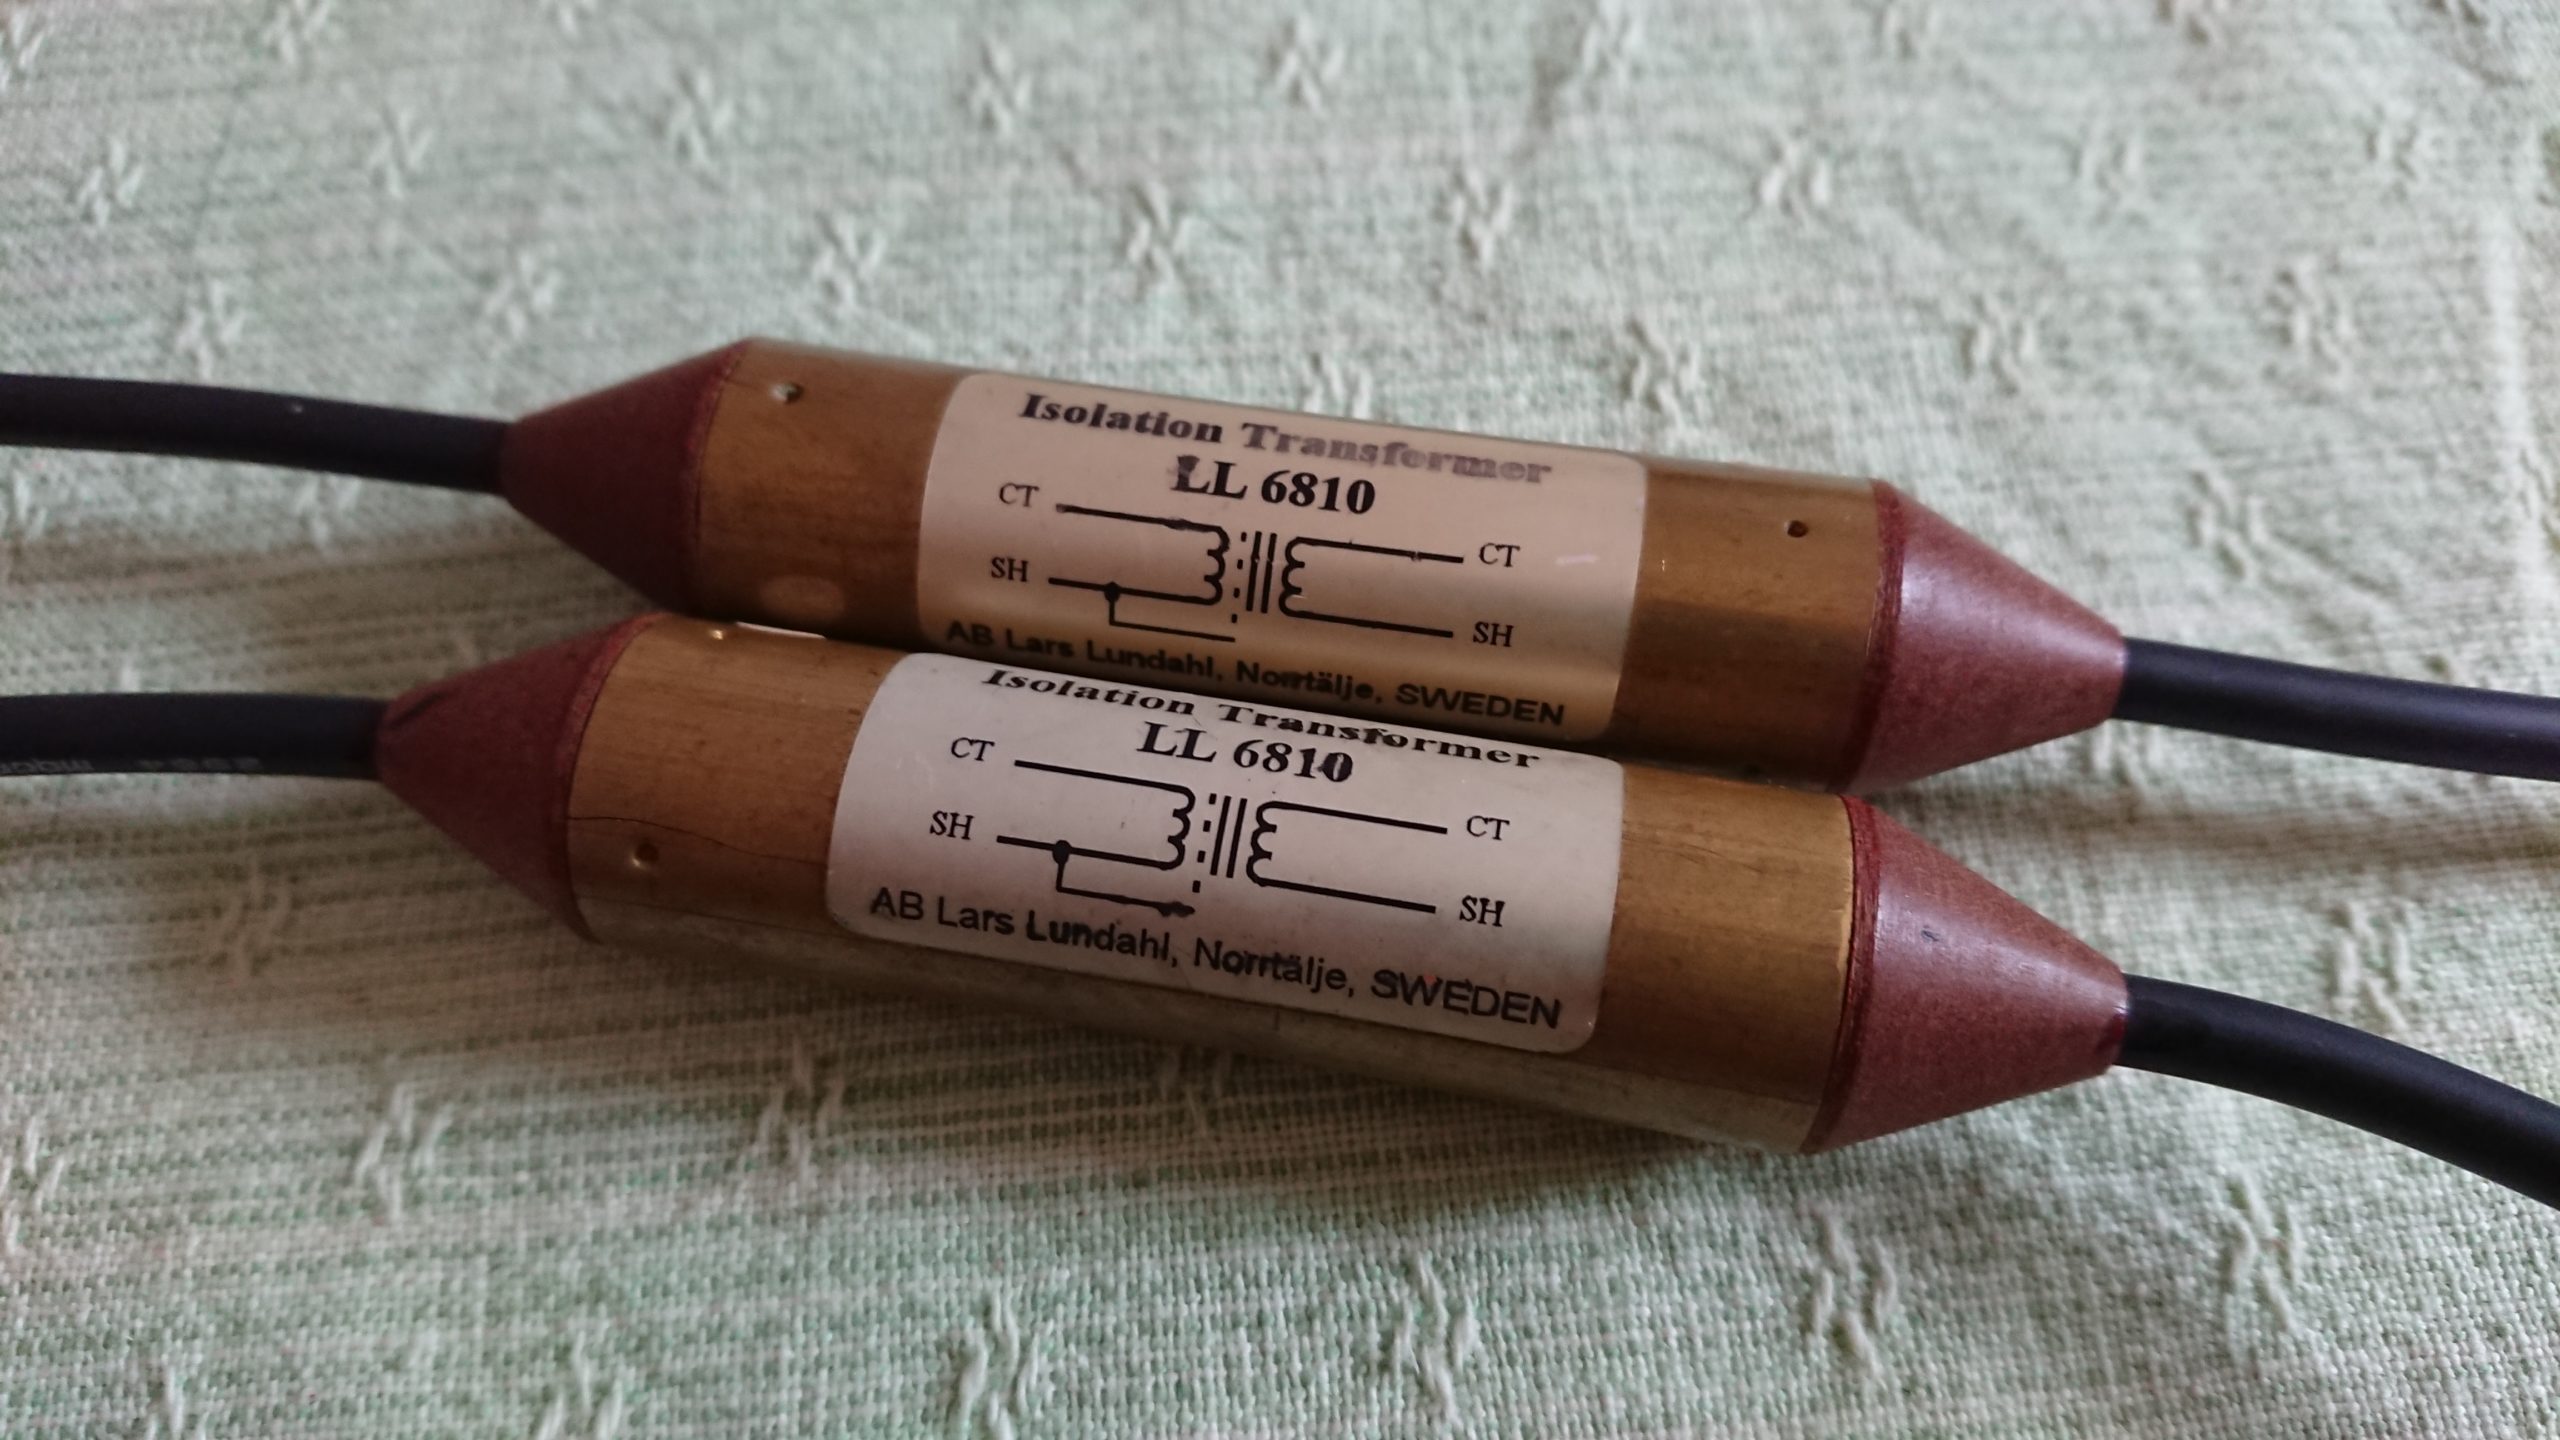 Isolation Transformer
LL 6810
CT
CT
SH
SH
AB Lars Lundahl, Norrtälje, SWEDEN
Isolation Transformer
LL 6810
CT
CT
SH
SH
AB Lars Lundahl, Norrtälje, SWEDEN